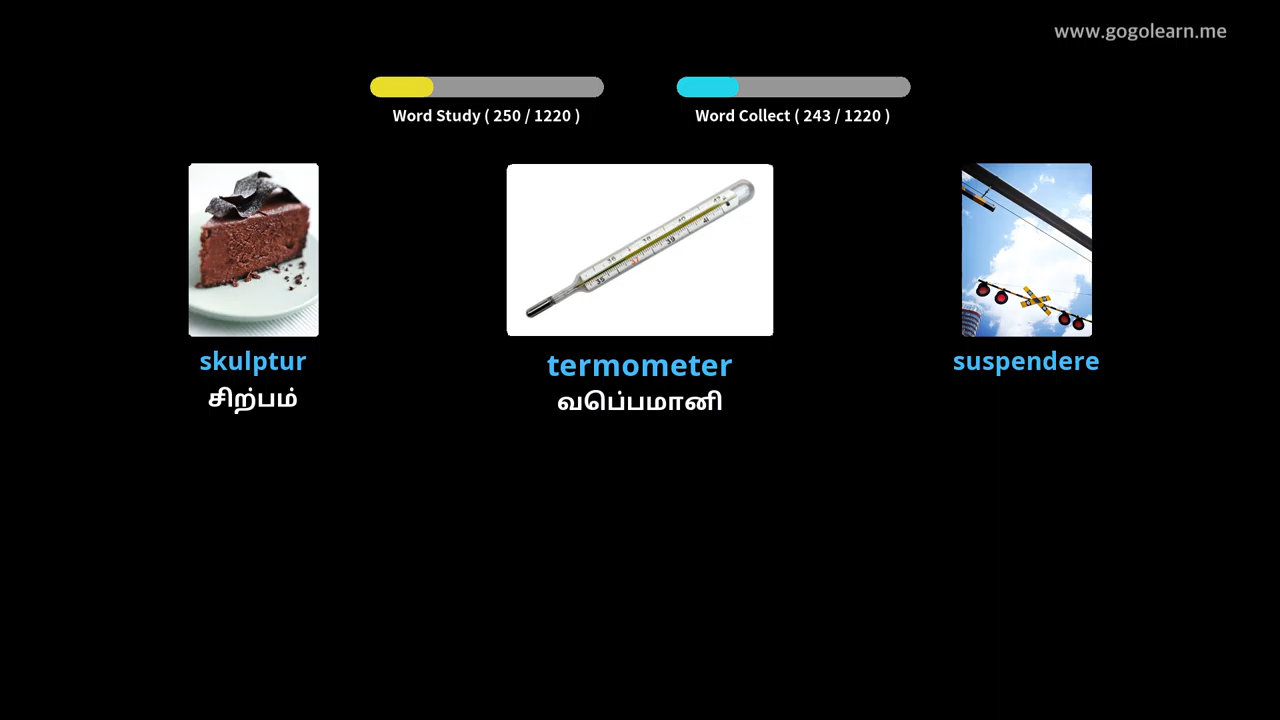 www.gogolearn.me
Word Study ( 250 / 1220 )
Word Collect ( 243 / 1220 )
skulptur
சிற்பம்
termometer
வெப்பமானி
suspendere